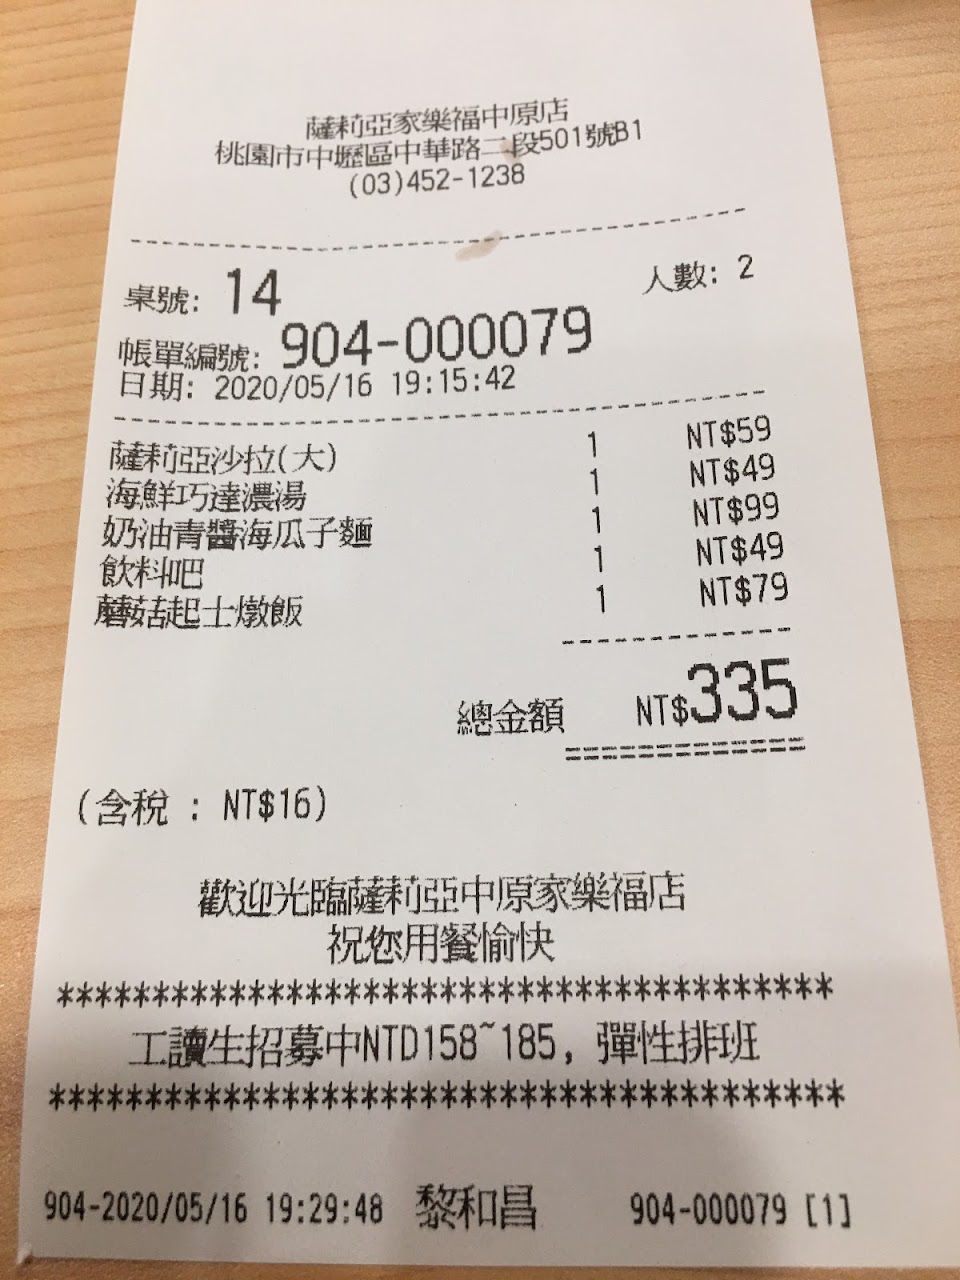 薩莉亞家樂福中原店
桃園市中壢區中華路二段501號B1
(03)452-1238
桌號: 14 人數: 2
帳單編號: 904-000079
日期: 2020/05/16 19:15:42
薩莉亞沙拉(大) 1 NT$59
海鮮巧達濃湯 1 NT$49
奶油青醬海瓜子麵 1 NT$99
飲料吧 1 NT$49
蘑菇起士燉飯 1 NT$79
總金額 NT$335
(含稅 : NT$16)
歡迎光臨薩莉亞中原家樂福店
祝您用餐愉快
*****************************************
工讀生招募中NTD158~185, 彈性排班
*****************************************
904-2020/05/16 19:29:48 黎和昌 904-000079 [1]